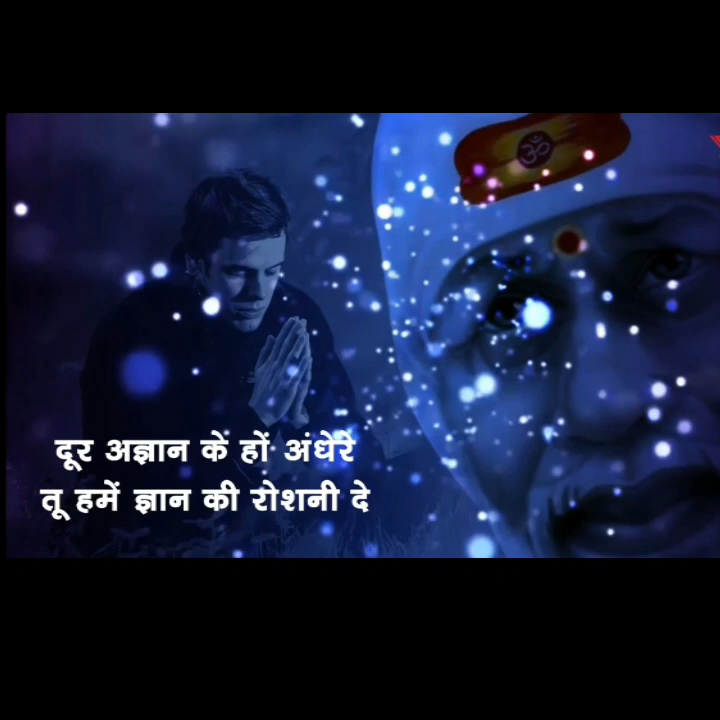 ॐ
दूर अज्ञान के हों अंधेरे
तू हमें ज्ञान की रोशनी दे